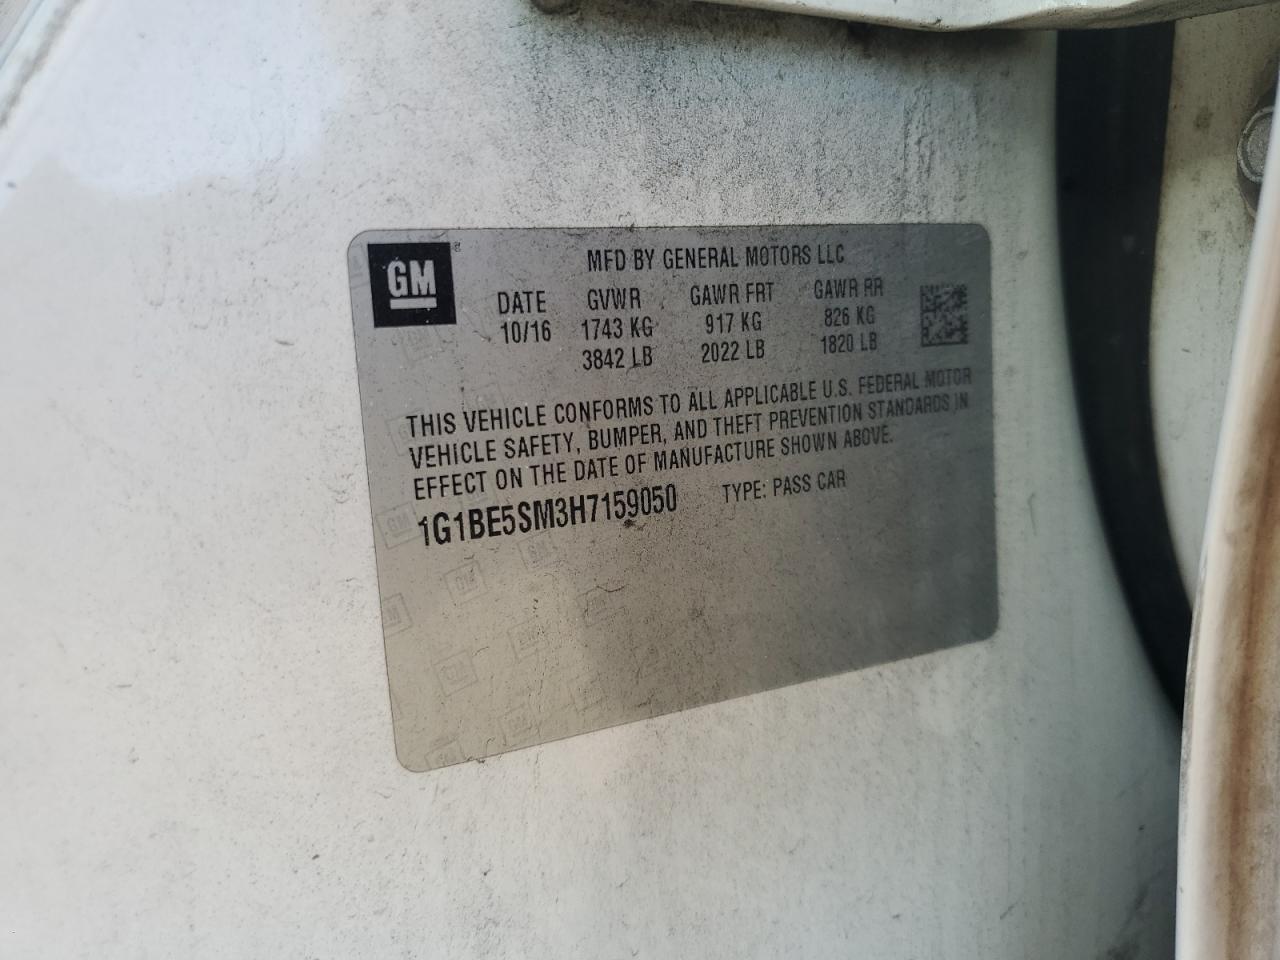 GM
MFD BY GENERAL MOTORS LLC
DATE GVWR GAWR FRT GAWR RR
10/16 1743 KG 917 KG 826 KG
3842 LB 2022 LB 1820 LB
THIS VEHICLE CONFORMS TO ALL APPLICABLE U.S. FEDERAL MOTOR
VEHICLE SAFETY, BUMPER, AND THEFT PREVENTION STANDARDS IN
EFFECT ON THE DATE OF MANUFACTURE SHOWN ABOVE.
1G1BE5SM3H7159050 TYPE: PASS CAR